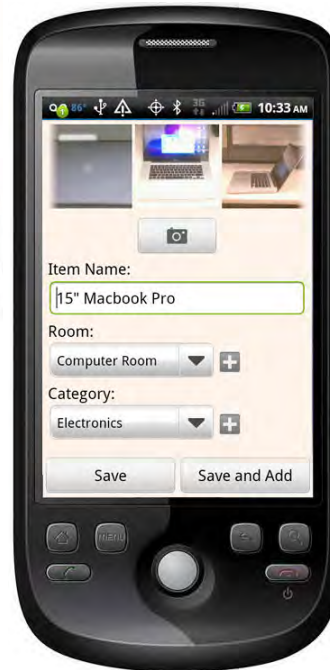 86° 3G 10:33 AM
Item Name:
15" Macbook Pro
Room:
Computer Room
Category:
Electronics
Save Save and Add
MENU